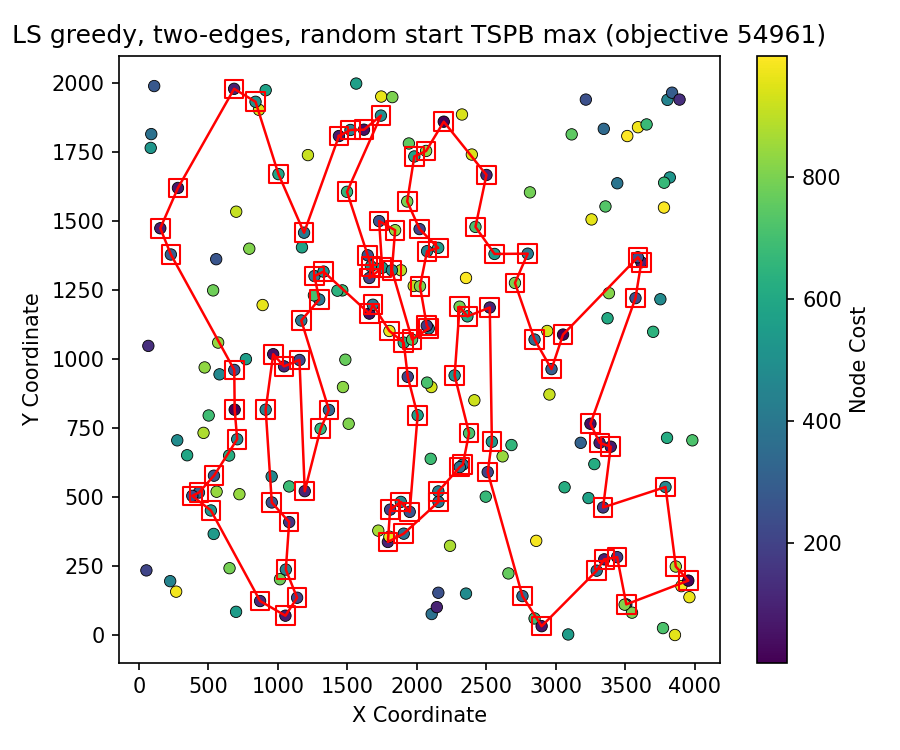 LS greedy, two-edges, random start TSPB max (objective 54961)
2000
1750
1500
1250
1000
750
500
250
0
Y Coordinate
0 500 1000 1500 2000 2500 3000 3500 4000
X Coordinate
800
600
400
200
Node Cost